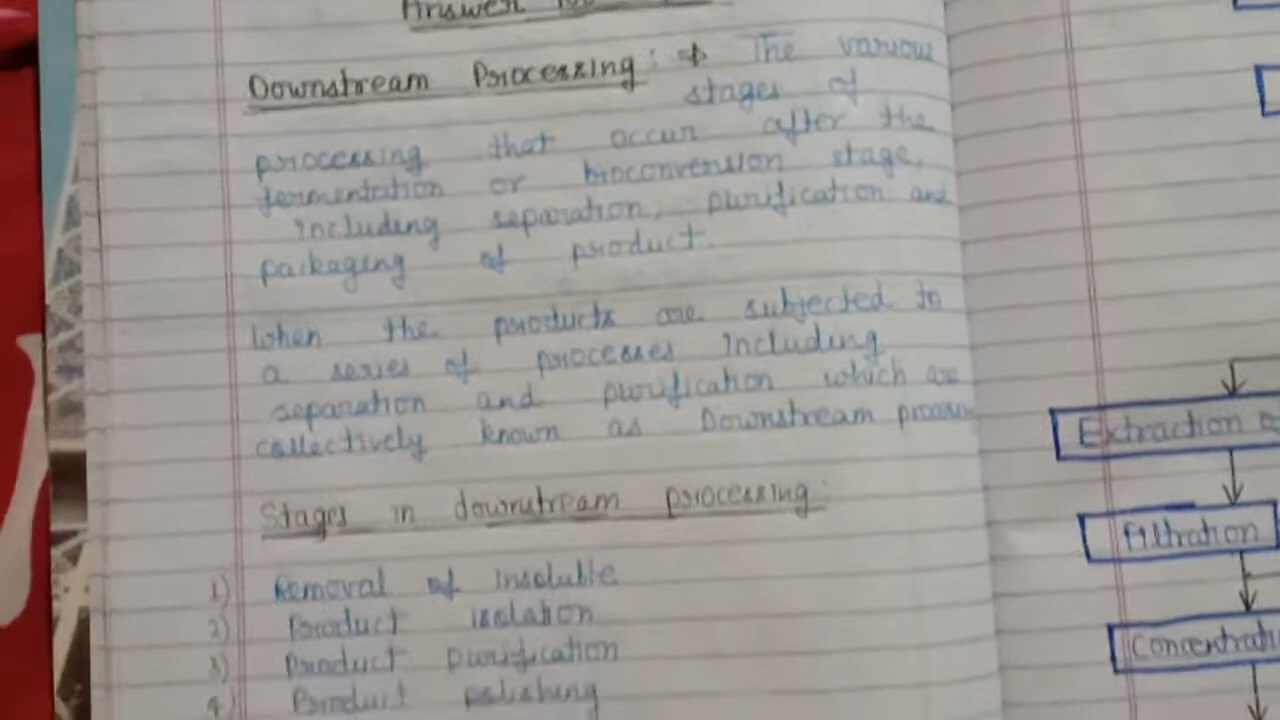 Answer
Downstream Processing : ⇒ The various
stages of
processing that occur after the
fermentation or bioconversion stage,
including separation, purification and
packaging of product.
When the products are subjected to
a series of processes including
separation and purification which are
collectively known as Downstream
Stages in downstream processing :
1) Removal of insoluble
2) Product isolation
3) Product purification
4) Product polishing
Extraction
Filtration